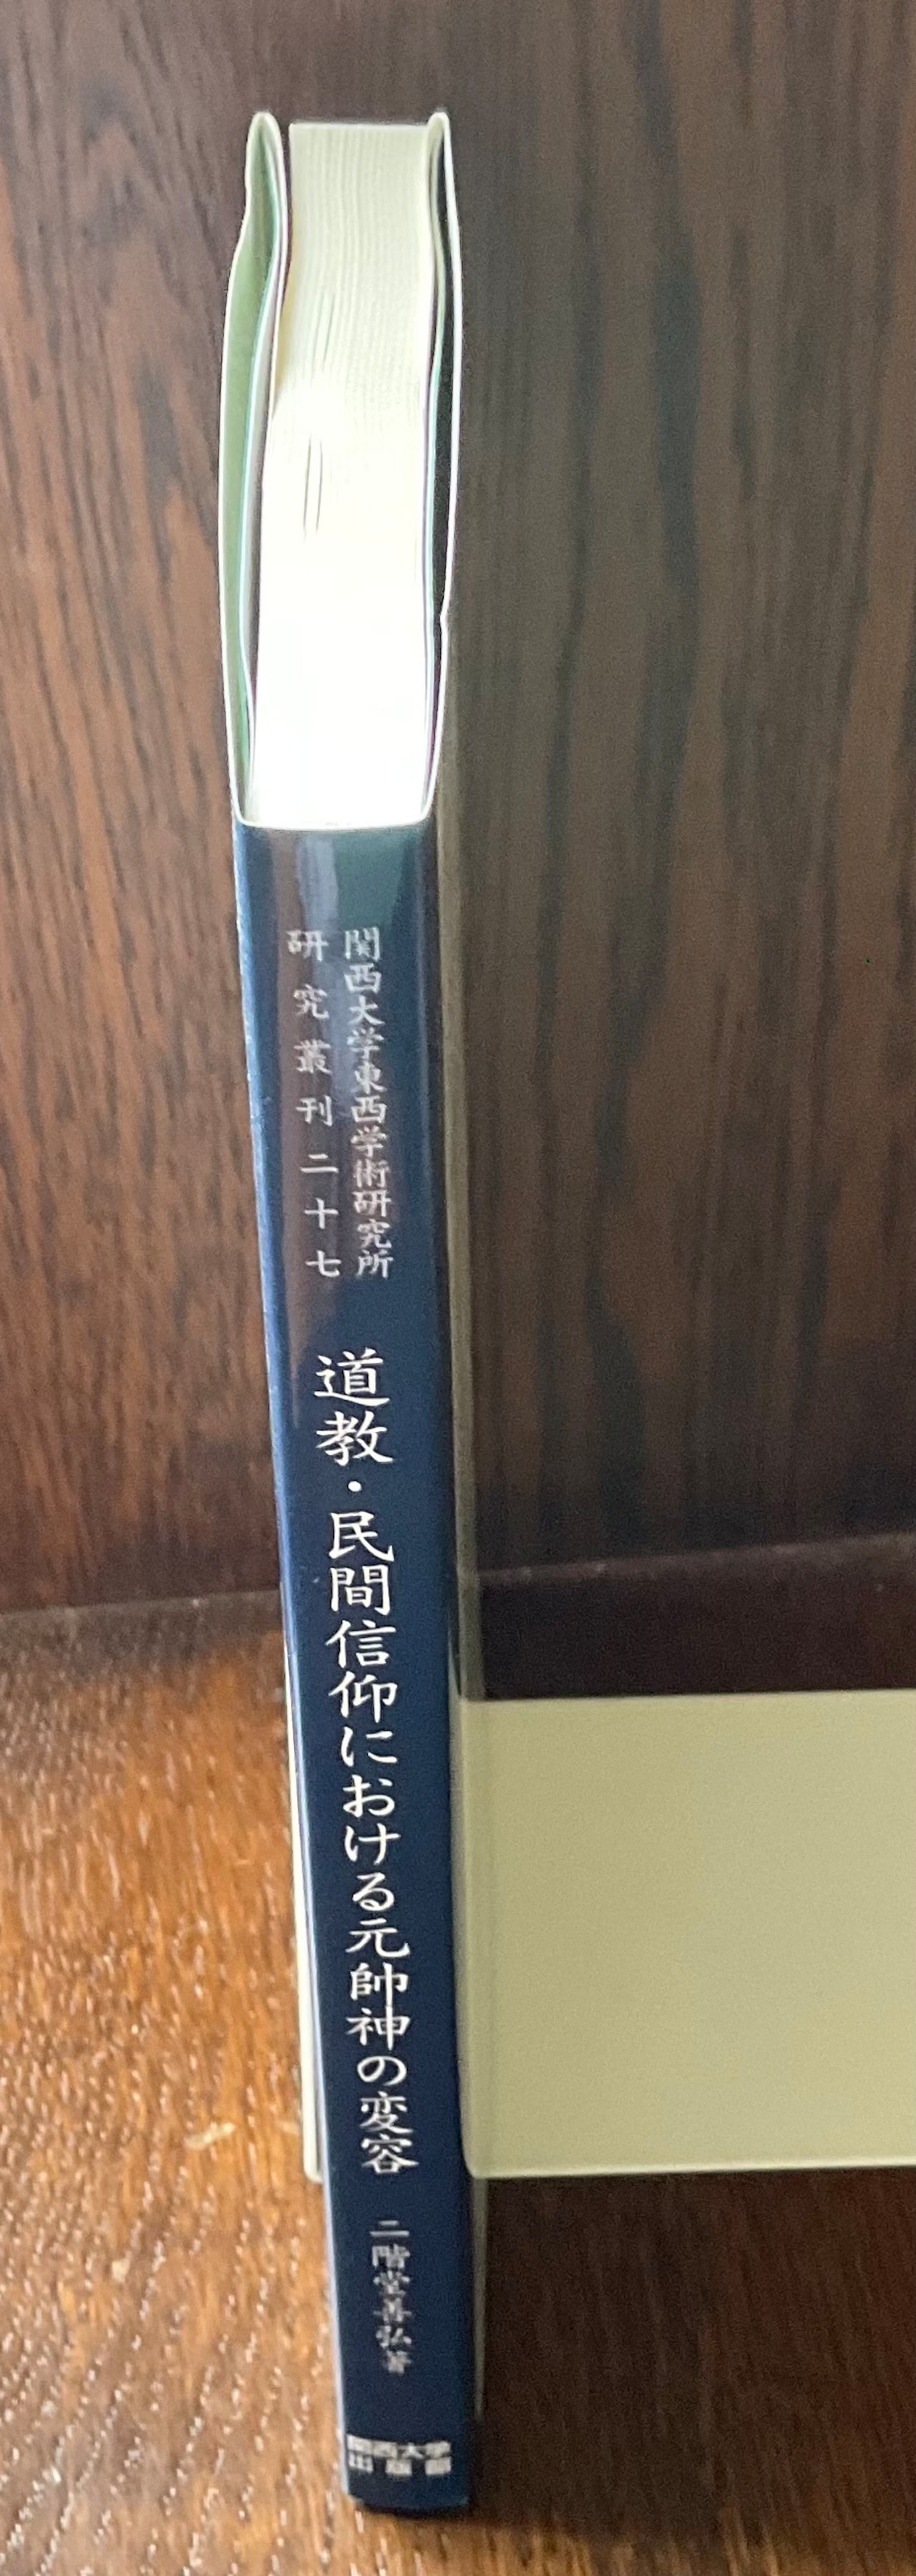 関西大学東西学術研究所
研究叢刊二十七
道教・民間信仰における元帥神の変容
二階堂善弘著
関西大学
出版部